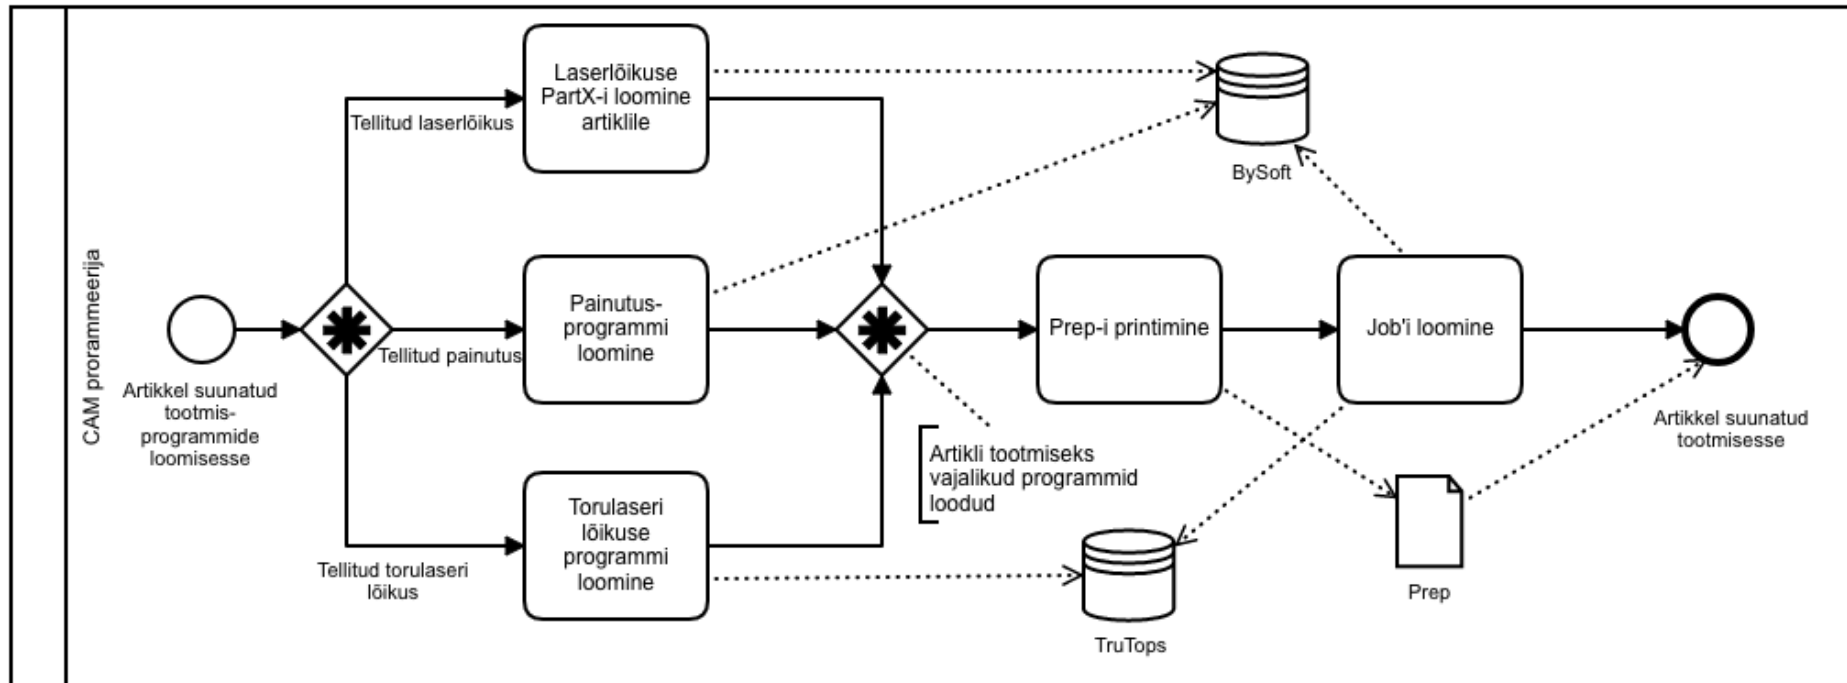 CAM prorammeerija
Artikkel suunatud
tootmis-
programmide
loomisesse
Tellitud laserlõikus
Tellitud painutus
Tellitud torulaseri
lõikus
Laserlõikuse
PartX-i loomine
artiklile
Painutus-
programmi
loomine
Torulaseri
lõikuse
programmi
loomine
Artikli tootmiseks
vajalikud programmid
loodud
Prep-i printimine
Job'i loomine
BySoft
TruTops
Prep
Artikkel suunatud
tootmisesse